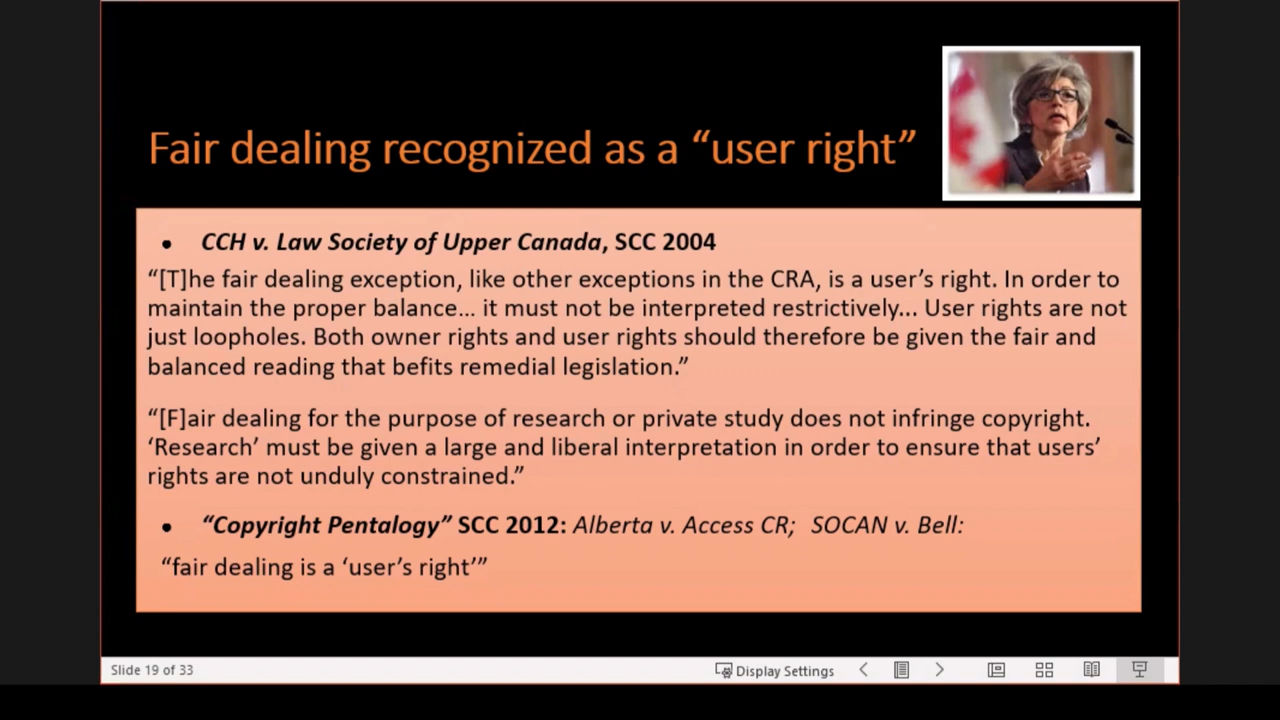 Fair dealing recognized as a “user right”
• CCH v. Law Society of Upper Canada, SCC 2004
“[T]he fair dealing exception, like other exceptions in the CRA, is a user’s right. In order to
maintain the proper balance… it must not be interpreted restrictively… User rights are not
just loopholes. Both owner rights and user rights should therefore be given the fair and
balanced reading that befits remedial legislation.”
“[F]air dealing for the purpose of research or private study does not infringe copyright.
‘Research’ must be given a large and liberal interpretation in order to ensure that users’
rights are not unduly constrained.”
• “Copyright Pentalogy” SCC 2012: Alberta v. Access CR; SOCAN v. Bell:
“fair dealing is a ‘user’s right’”
Slide 19 of 33
Display Settings